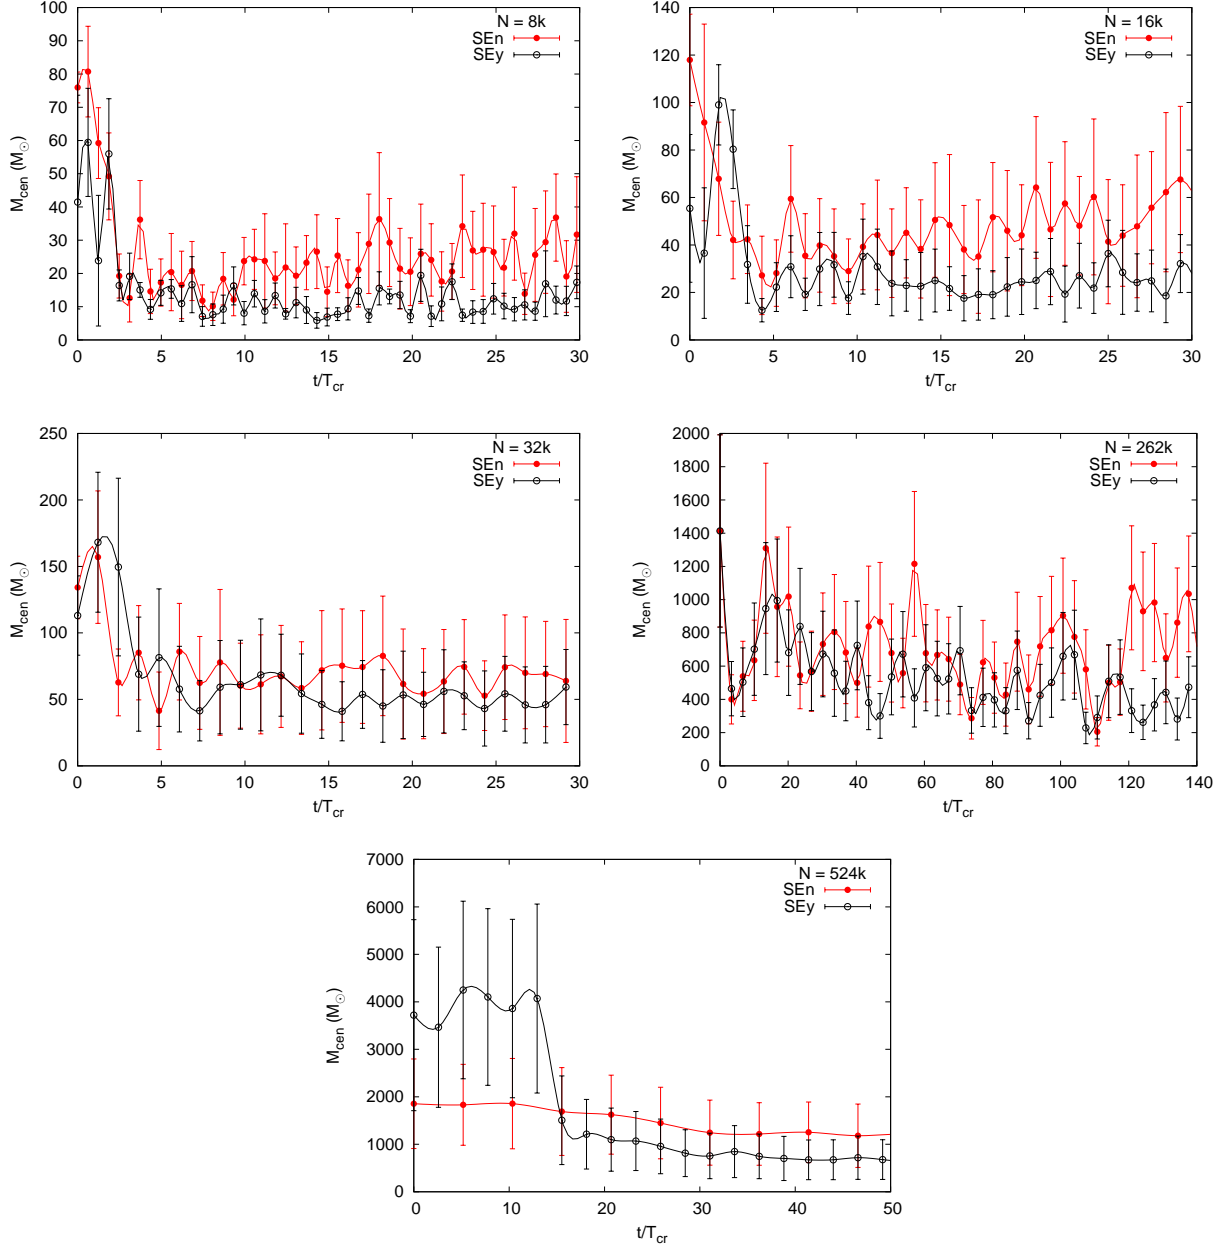 N = 8k
SEn
SEy
100
90
80
70
60
50
40
30
20
10
0
M_cen (M_⊙)
0 5 10 15 20 25 30
t/T_cr
N = 16k
SEn
SEy
140
120
100
80
60
40
20
0
M_cen (M_⊙)
0 5 10 15 20 25 30
t/T_cr
N = 32k
SEn
SEy
250
200
150
100
50
0
M_cen (M_⊙)
0 5 10 15 20 25 30
t/T_cr
N = 262k
SEn
SEy
2000
1800
1600
1400
1200
1000
800
600
400
200
0
M_cen (M_⊙)
0 20 40 60 80 100 120 140
t/T_cr
N = 524k
SEn
SEy
7000
6000
5000
4000
3000
2000
1000
0
M_cen (M_⊙)
0 10 20 30 40 50
t/T_cr